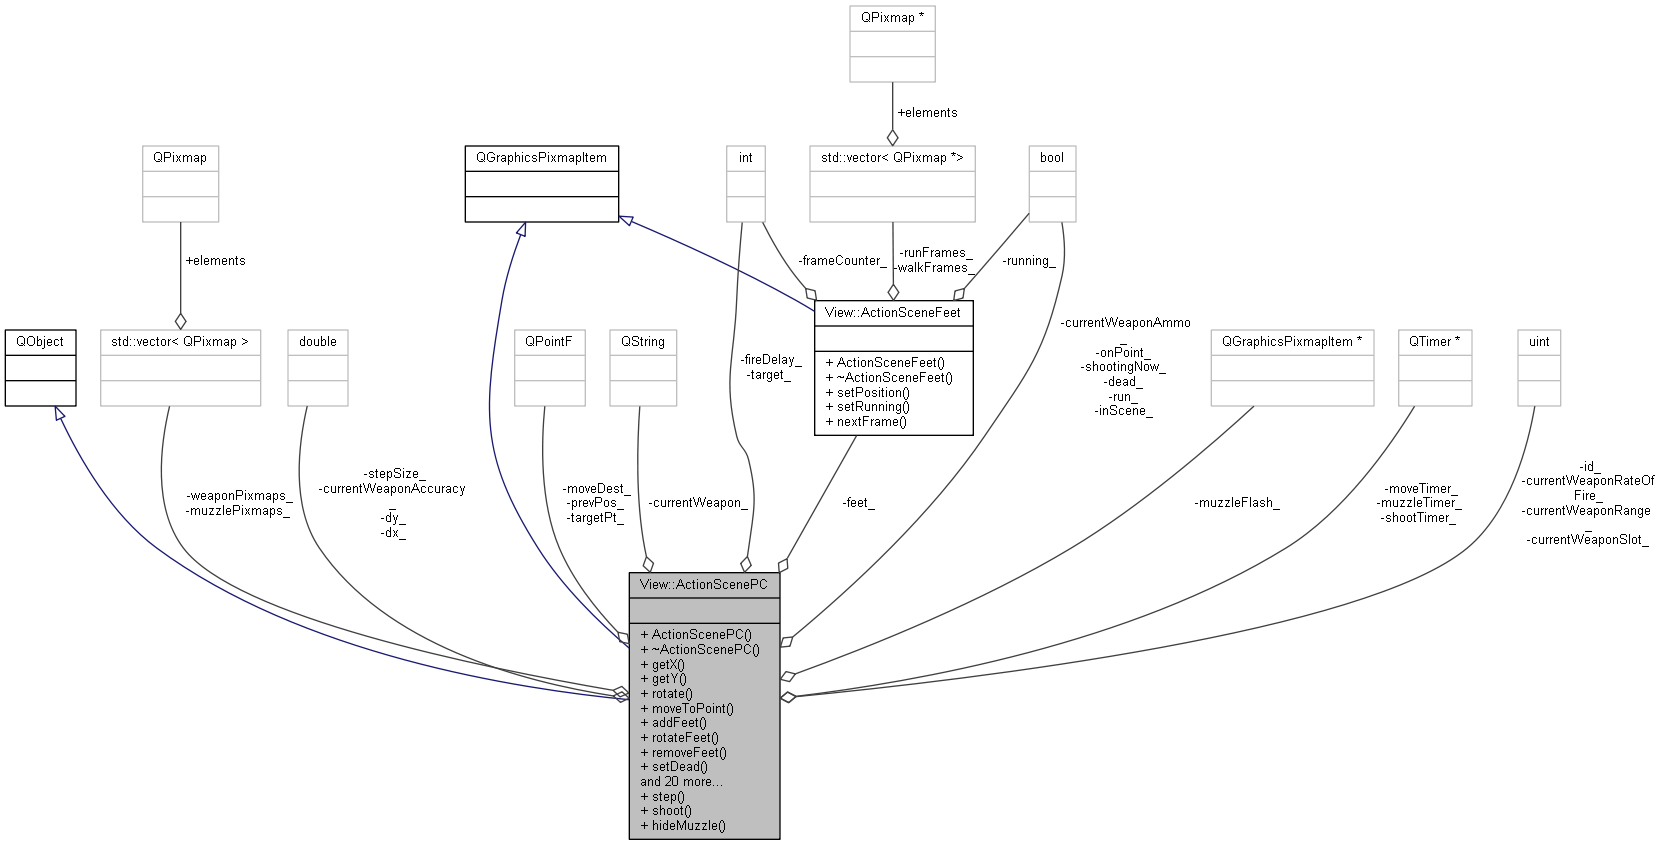 QPixmap *
+elements
QPixmap
QGraphicsPixmapItem
int
std::vector< QPixmap *>
bool
+elements
-frameCounter_
-runFrames_
-walkFrames_
-running_
QObject
std::vector< QPixmap >
double
QPointF
QString
-fireDelay_
-target_
View::ActionSceneFeet
+ ActionSceneFeet()
+ ~ActionSceneFeet()
+ setPosition()
+ setRunning()
+ nextFrame()
-currentWeaponAmmo
_
-onPoint_
-shootingNow_
-dead_
-run_
-inScene_
QGraphicsPixmapItem *
QTimer *
uint
-weaponPixmaps_
-muzzlePixmaps_
-stepSize_
-currentWeaponAccuracy
_
-dy_
-dx_
-moveDest_
-prevPos_
-targetPt_
-currentWeapon_
-feet_
-muzzleFlash_
-moveTimer_
-muzzleTimer_
-shootTimer_
-id_
-currentWeaponRateOf
Fire_
-currentWeaponRange
_
-currentWeaponSlot_
View::ActionScenePC
+ ActionScenePC()
+ ~ActionScenePC()
+ getX()
+ getY()
+ rotate()
+ moveToPoint()
+ addFeet()
+ rotateFeet()
+ removeFeet()
+ setDead()
and 20 more...
+ step()
+ shoot()
+ hideMuzzle()